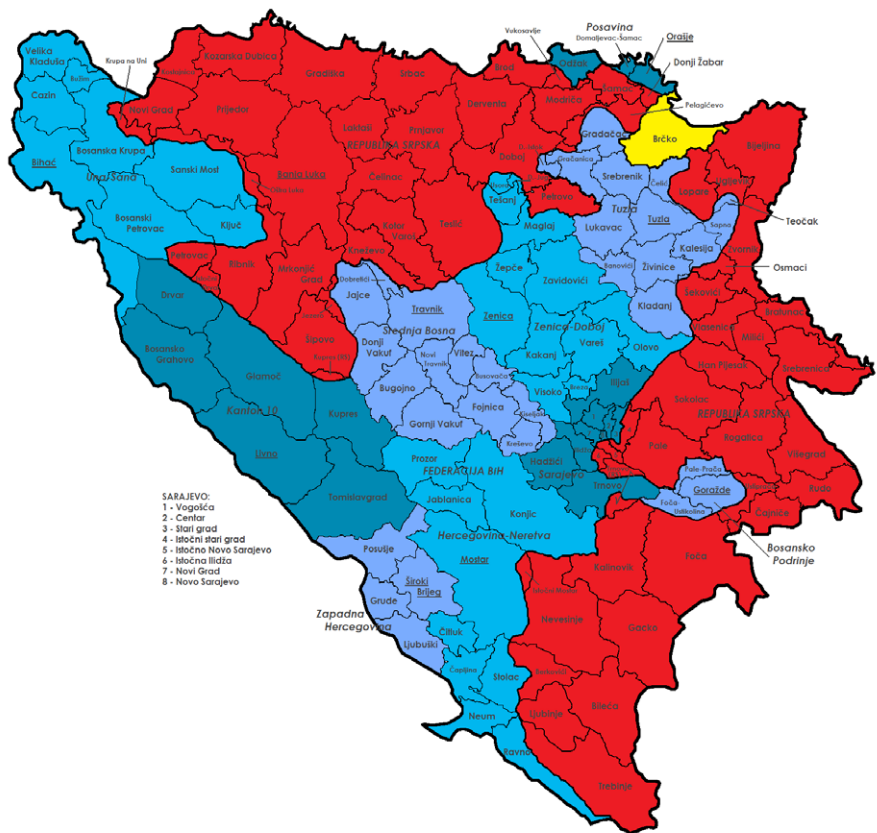 Posavina
Vukosavlje
Domaljevac-Šamac
Orašje
Velika
Kladuša
Krupa na Uni
Kozarska Dubica
Gradiška
Srbac
Brod
Odžak
Donji Žabar
Cazin
Bužim
Novi Grad
Prijedor
Derventa
Modriča
Šamac
Pelagićevo
Laktaši
Prnjavor
Gradačac
Brčko
Bijeljina
Bosanska Krupa
REPUBLIKA SRPSKA
Doboj
Gračanica
Bihać
Una-Sana
Sanski Most
Banja Luka
Čelinac
Srebrenik
Čelić
Lopare
Ugljevik
Tešanj
Petrovo
Tuzla
Tuzla
Sapna
Teočak
Bosanski
Petrovac
Ključ
Kotor
Varoš
Teslić
Maglaj
Lukavac
Kalesija
Zvornik
Petrovac
Ribnik
Mrkonjić
Grad
Kneževo
Žepče
Zavidovići
Banovići
Živinice
Osmaci
Drvar
Dobretići
Jajce
Travnik
Zenica
Kladanj
Šekovići
Bratunac
Šipovo
Srednja Bosna
Zenica-Doboj
Vlasenica
Milići
Bosansko
Grahovo
Glamoč
Donji
Vakuf
Novi
Travnik
Vitez
Kakanj
Vareš
Olovo
Han Pijesak
Srebrenica
Kupres (RS)
Busovača
Bugojno
Visoko
Breza
Ilijaš
Kanton 10
Kupres
Fojnica
Kiseljak
Sokolac
REPUBLIKA SRPSKA
Gornji Vakuf
Kreševo
Rogatica
Livno
Prozor
FEDERACIJA BiH
Hadžići
Sarajevo
Pale
Višegrad
Pale-Prača
Tomislavgrad
Jablanica
Konjic
Trnovo
Goražde
Rudo
Foča-
Ustikolina
Čajniče
SARAJEVO:
1 - Vogošća
2 - Centar
3 - Stari grad
4 - Istočni stari grad
5 - Istočno Novo Sarajevo
6 - Istočna Ilidža
7 - Novi Grad
8 - Novo Sarajevo
Hercegovina-Neretva
Bosansko
Podrinje
Posušje
Mostar
Kalinovik
Foča
Široki
Brijeg
Istočni Mostar
Grude
Zapadna
Hercegovina
Nevesinje
Gacko
Čitluk
Ljubuški
Čapljina
Stolac
Berkovići
Neum
Ljubinje
Bileća
Ravno
Trebinje